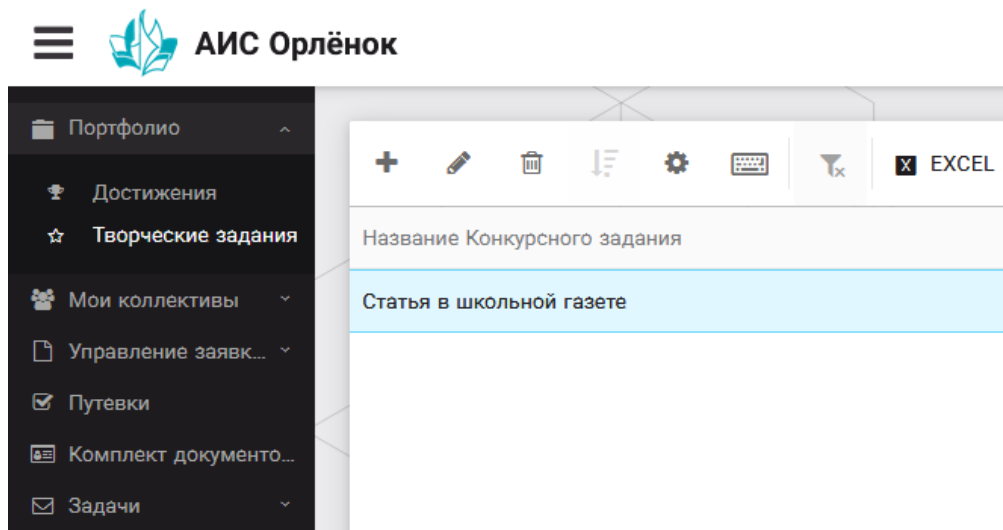 АИС Орлёнок
Портфолио
Достижения
Творческие задания
Мои коллективы
Управление заявк...
Путевки
Комплект документо...
Задачи
X EXCEL
Название Конкурсного задания
Статья в школьной газете